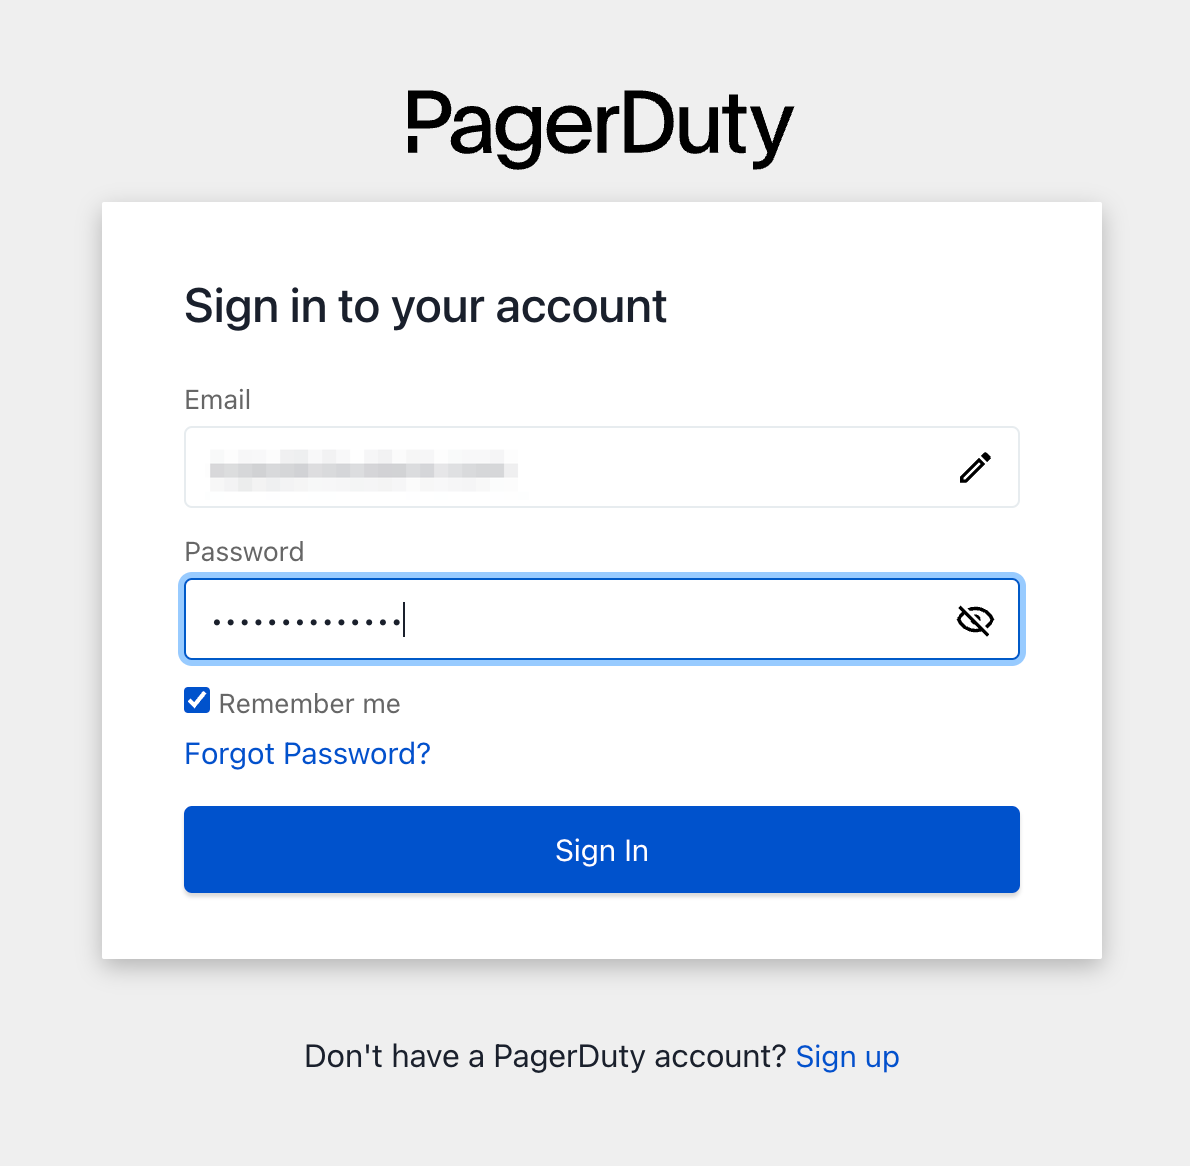 PagerDuty
Sign in to your account
Email
Password
••••••••••••••
Remember me
Forgot Password?
Sign In
Don't have a PagerDuty account? Sign up